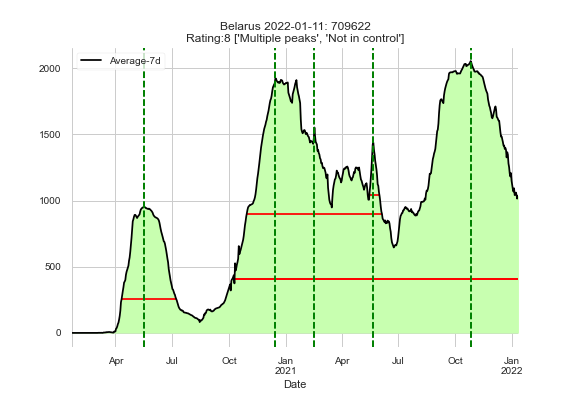 Belarus 2022-01-11: 709622
Rating:8 ['Multiple peaks', 'Not in control']
Average-7d
2000
1500
1000
500
0
Apr Jul Oct Jan Apr Jul Oct Jan
2021 2022
Date